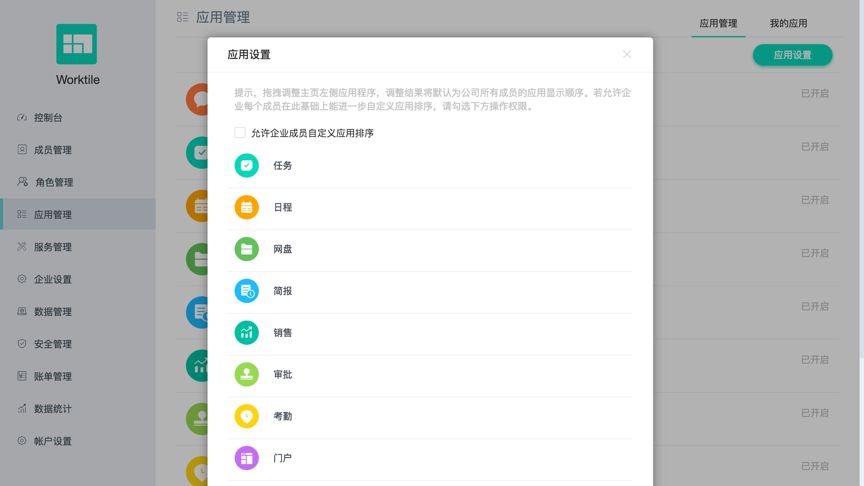 Worktile
控制台
成员管理
角色管理
应用管理
服务管理
企业设置
数据管理
安全管理
账单管理
数据统计
帐户设置
应用管理
应用管理
我的应用
应用设置
已开启
已开启
已开启
已开启
已开启
已开启
已开启
已开启
应用设置
提示，拖拽调整主页左侧应用程序，调整结果将默认为公司所有成员的应用显示顺序。若允许企
业每个成员在此基础上能进一步自定义应用排序，请勾选下方操作权限。
允许企业成员自定义应用排序
任务
日程
网盘
简报
销售
审批
考勤
门户